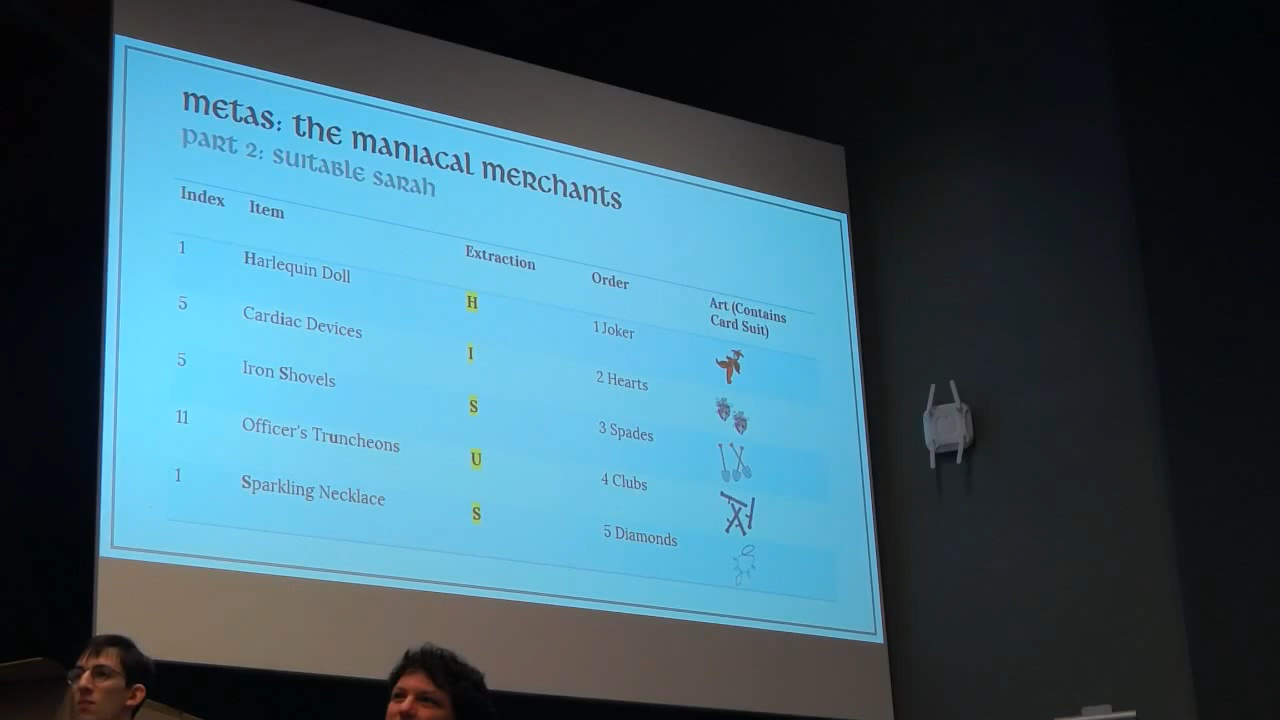 metas: the maniacal merchants
part 2: suitable sarah
Index Item Extraction Order Art (Contains Card Suit)
1 Harlequin Doll H 1 Joker
5 Cardiac Devices I 2 Hearts
5 Iron Shovels S 3 Spades
11 Officer's Truncheons U 4 Clubs
1 Sparkling Necklace S 5 Diamonds